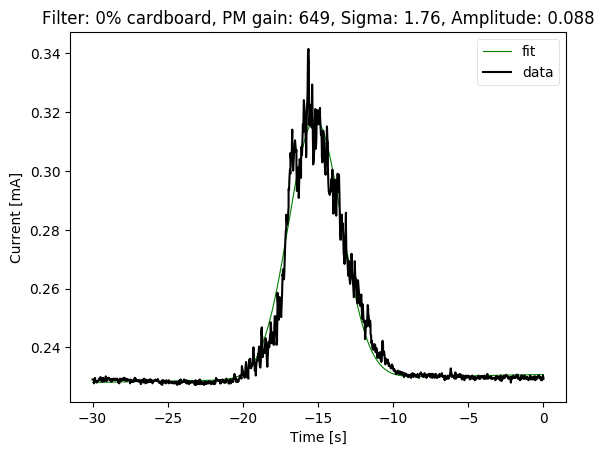 Filter: 0% cardboard, PM gain: 649, Sigma: 1.76, Amplitude: 0.088
fit
data
0.34
0.32
0.30
0.28
0.26
0.24
Current [mA]
−30
−25
−20
−15
−10
−5
0
Time [s]